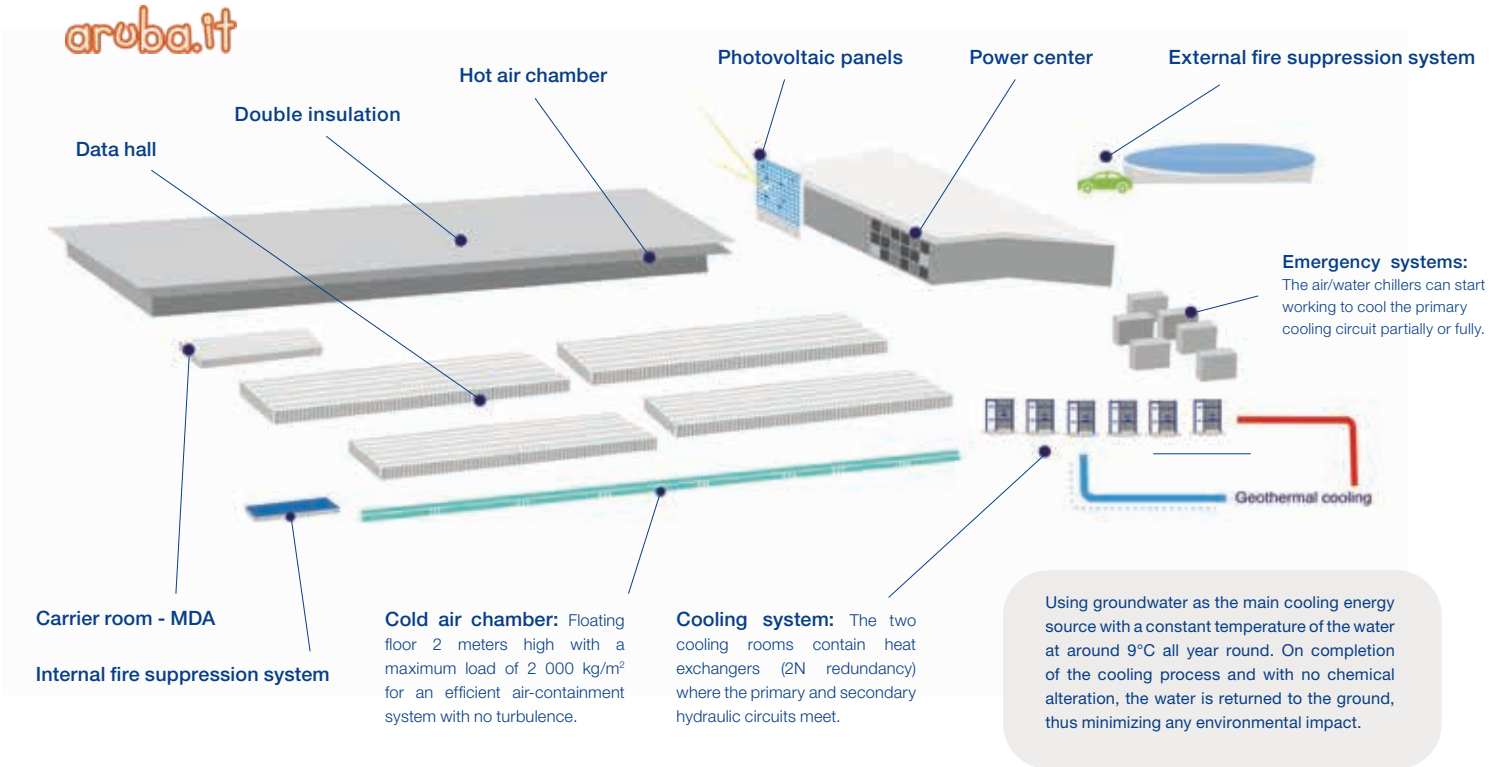 aruba.it
Photovoltaic panels
Power center
External fire suppression system
Hot air chamber
Double insulation
Data hall
Emergency systems:
The air/water chillers can start
working to cool the primary
cooling circuit partially or fully.
Geothermal cooling
Carrier room - MDA
Internal fire suppression system
Cold air chamber: Floating
floor 2 meters high with a
maximum load of 2 000 kg/m²
for an efficient air-containment
system with no turbulence.
Cooling system: The two
cooling rooms contain heat
exchangers (2N redundancy)
where the primary and secondary
hydraulic circuits meet.
Using groundwater as the main cooling energy
source with a constant temperature of the water
at around 9°C all year round. On completion
of the cooling process and with no chemical
alteration, the water is returned to the ground,
thus minimizing any environmental impact.